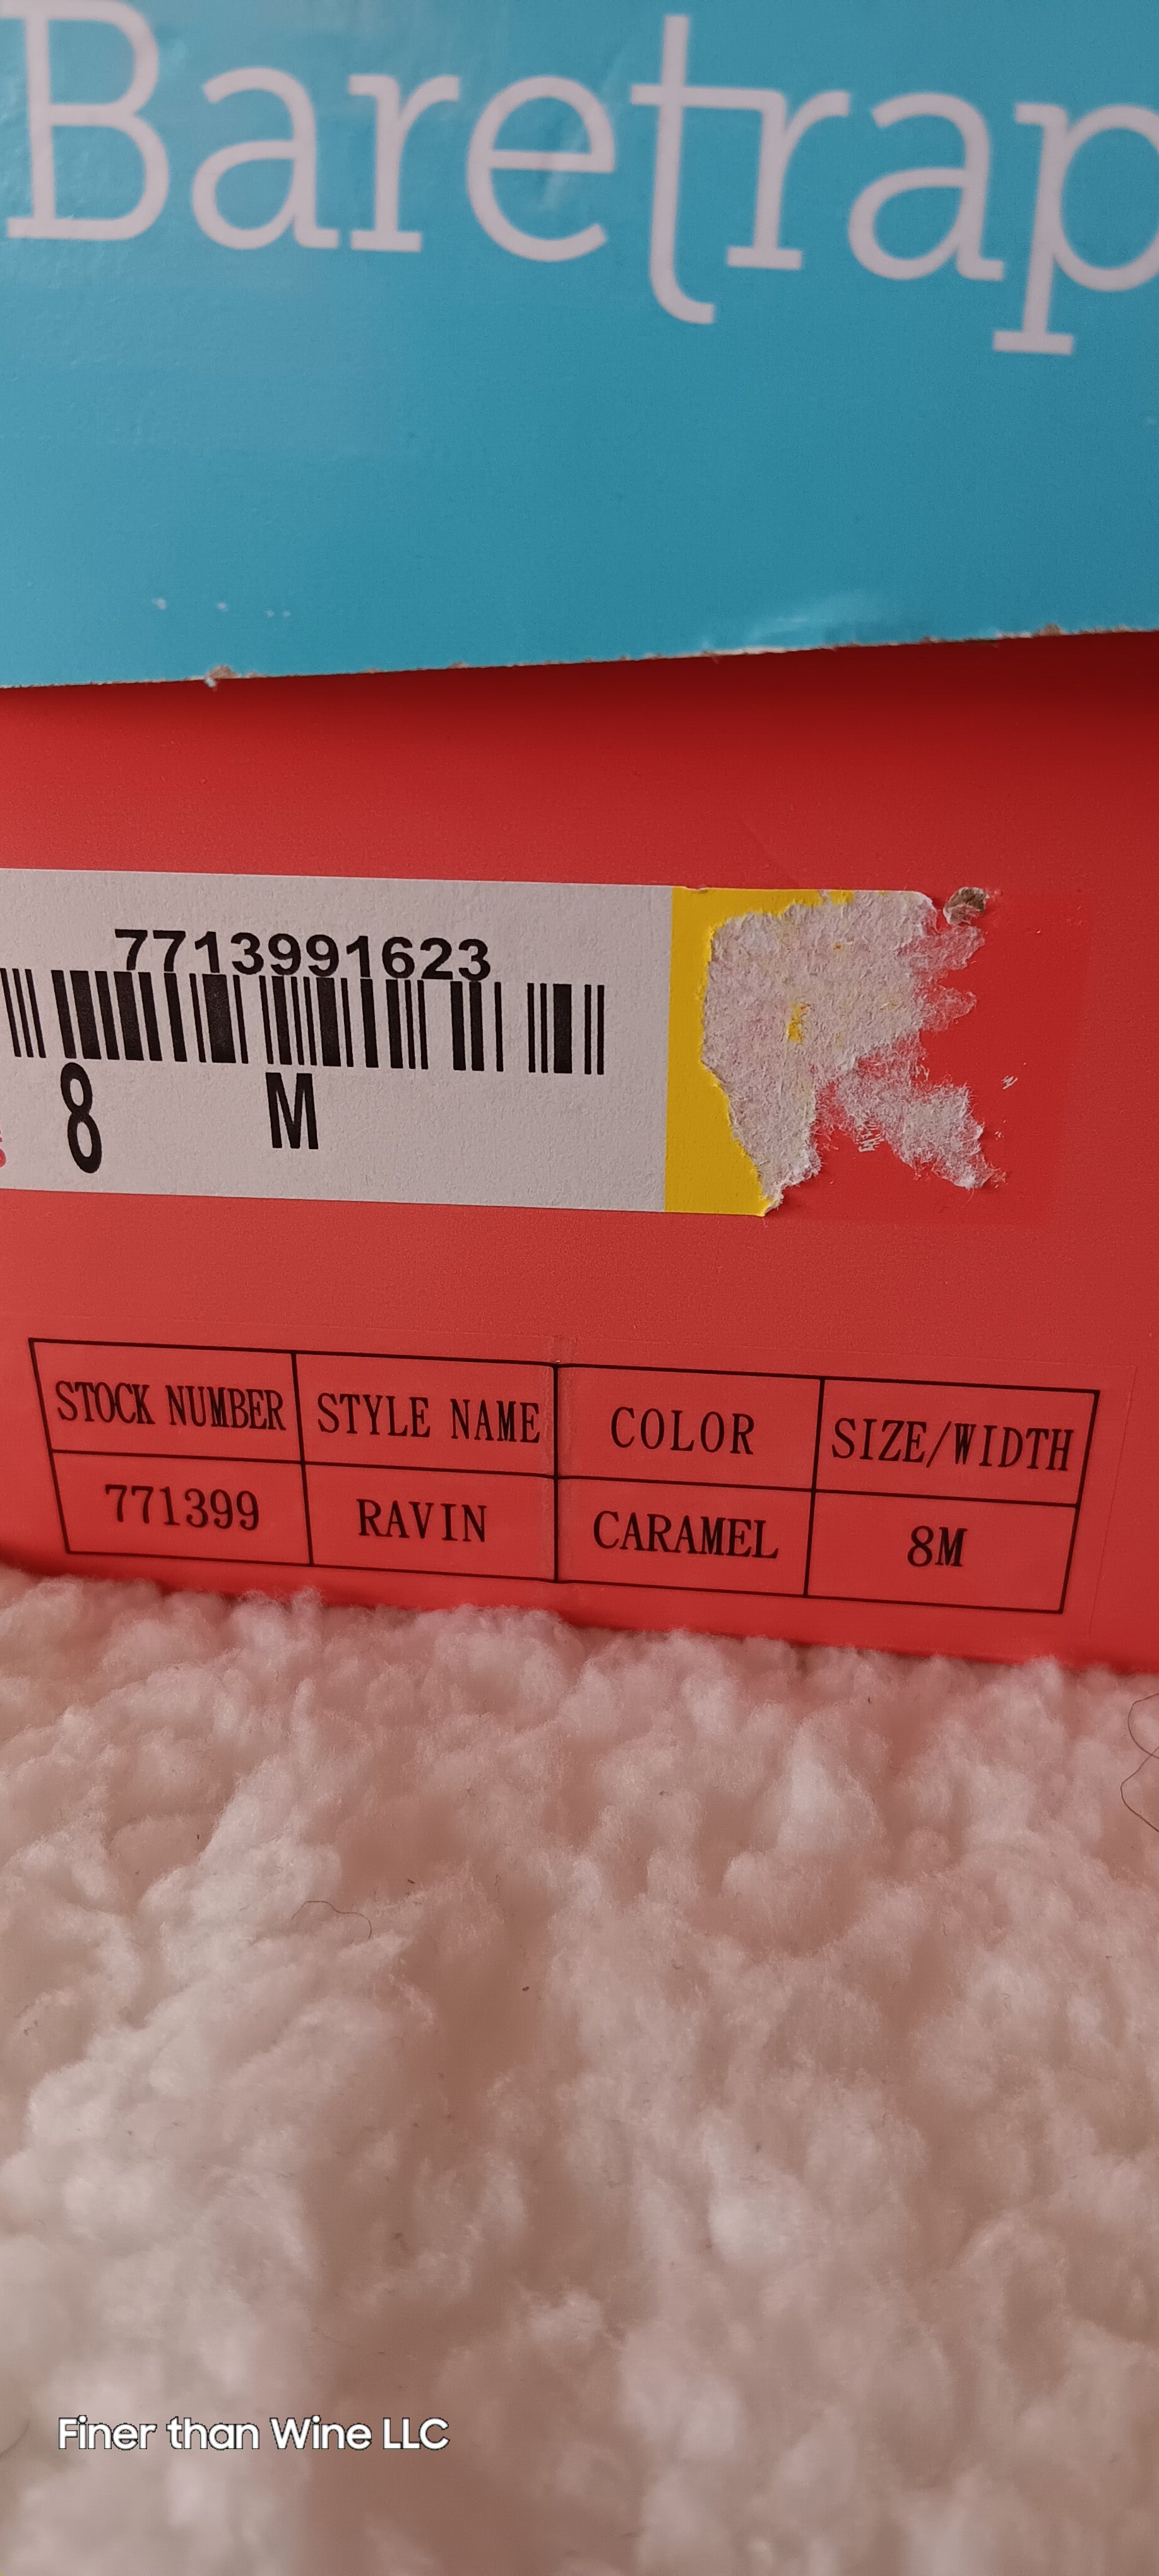 Baretrap
7713991623
8 M
STOCK NUMBER STYLE NAME COLOR SIZE/WIDTH
771399 RAVIN CARAMEL 8M
Finer than Wine LLC